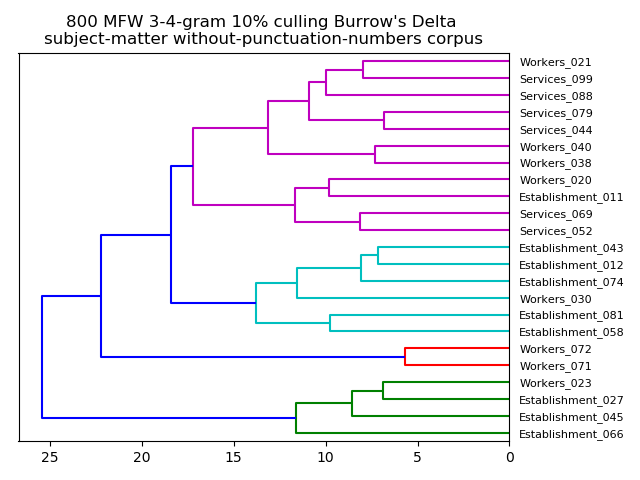 800 MFW 3-4-gram 10% culling Burrow's Delta
subject-matter without-punctuation-numbers corpus
Workers_021
Services_099
Services_088
Services_079
Services_044
Workers_040
Workers_038
Workers_020
Establishment_011
Services_069
Services_052
Establishment_043
Establishment_012
Establishment_074
Workers_030
Establishment_081
Establishment_058
Workers_072
Workers_071
Workers_023
Establishment_027
Establishment_045
Establishment_066
25 20 15 10 5 0